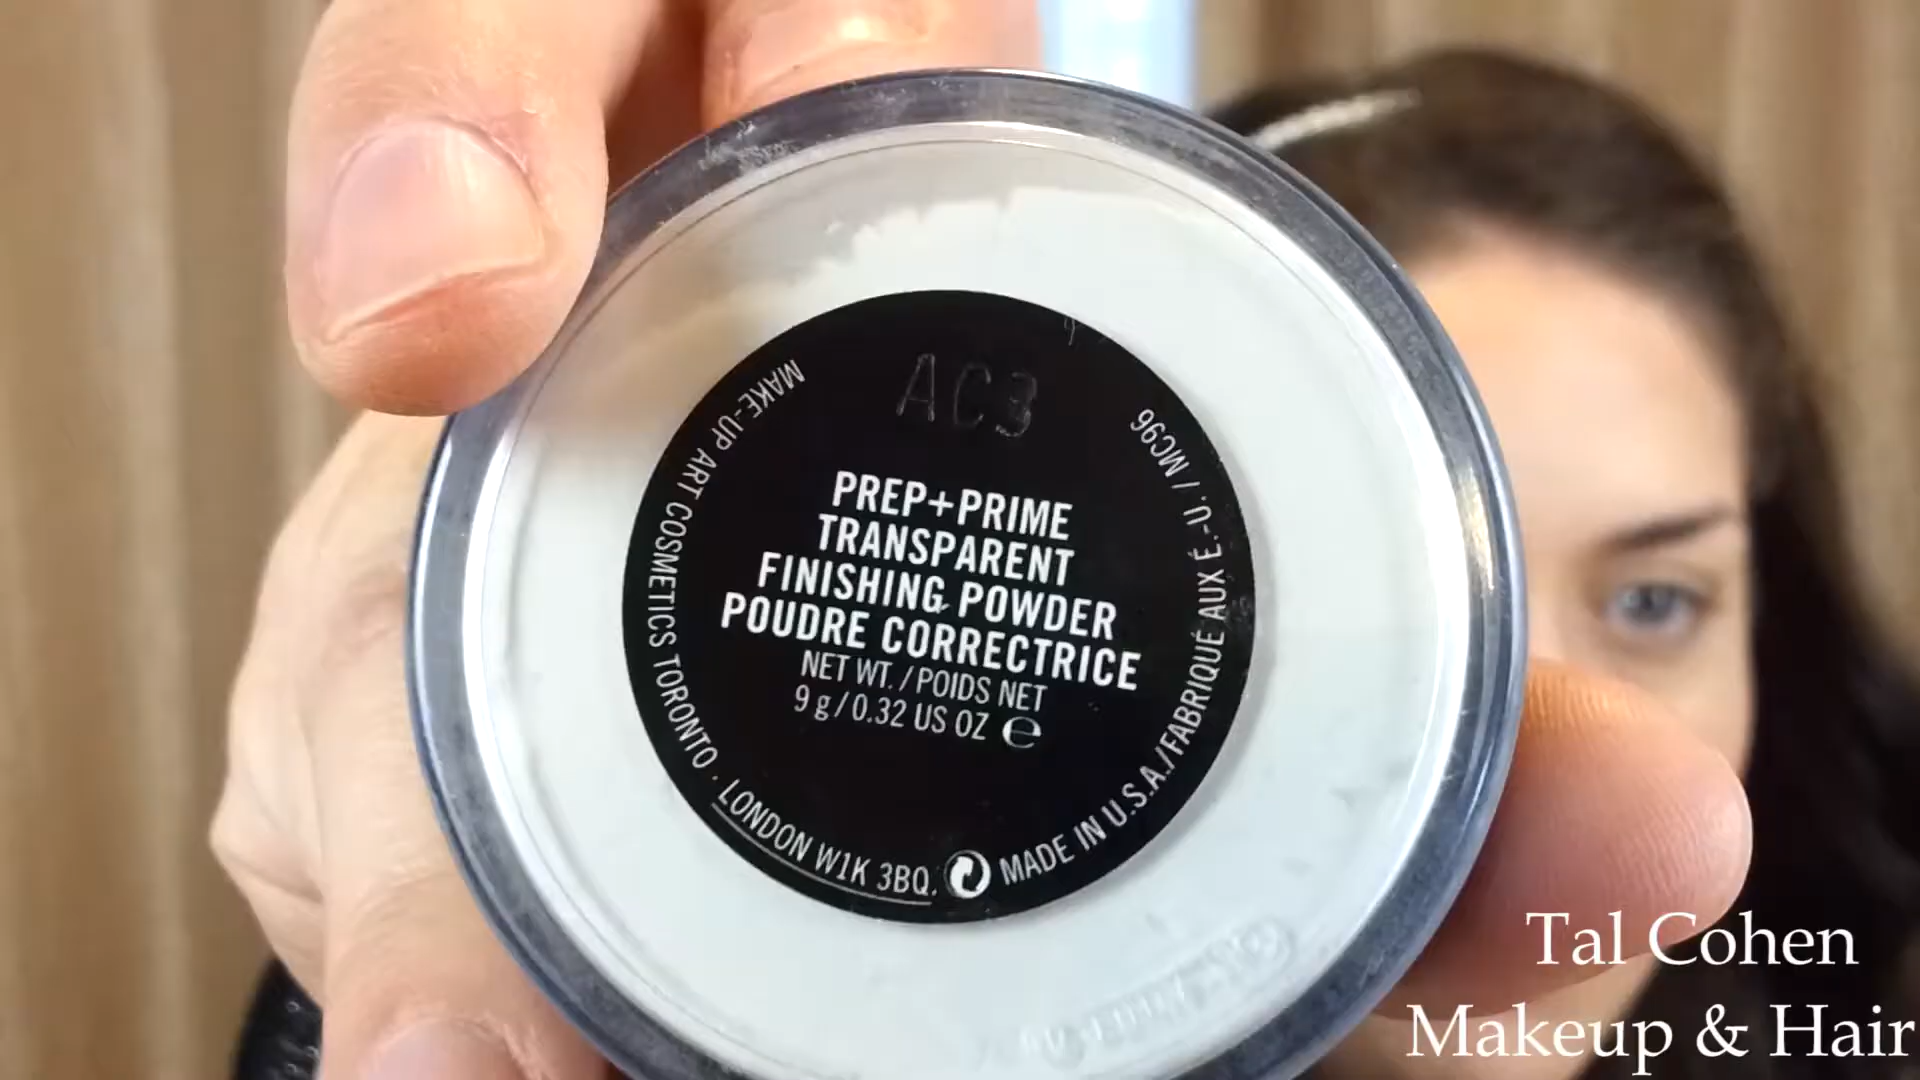 AC3
PREP+PRIME
TRANSPARENT
FINISHING POWDER
POUDRE CORRECTRICE
NET WT. / POIDS NET
9 g / 0.32 US OZ ℮
MAKE-UP ART COSMETICS TORONTO · LONDON W1K 3BQ.
MADE IN U.S.A./FABRIQUÉ AUX É.-U. / MC96
Tal Cohen
Makeup & Hair